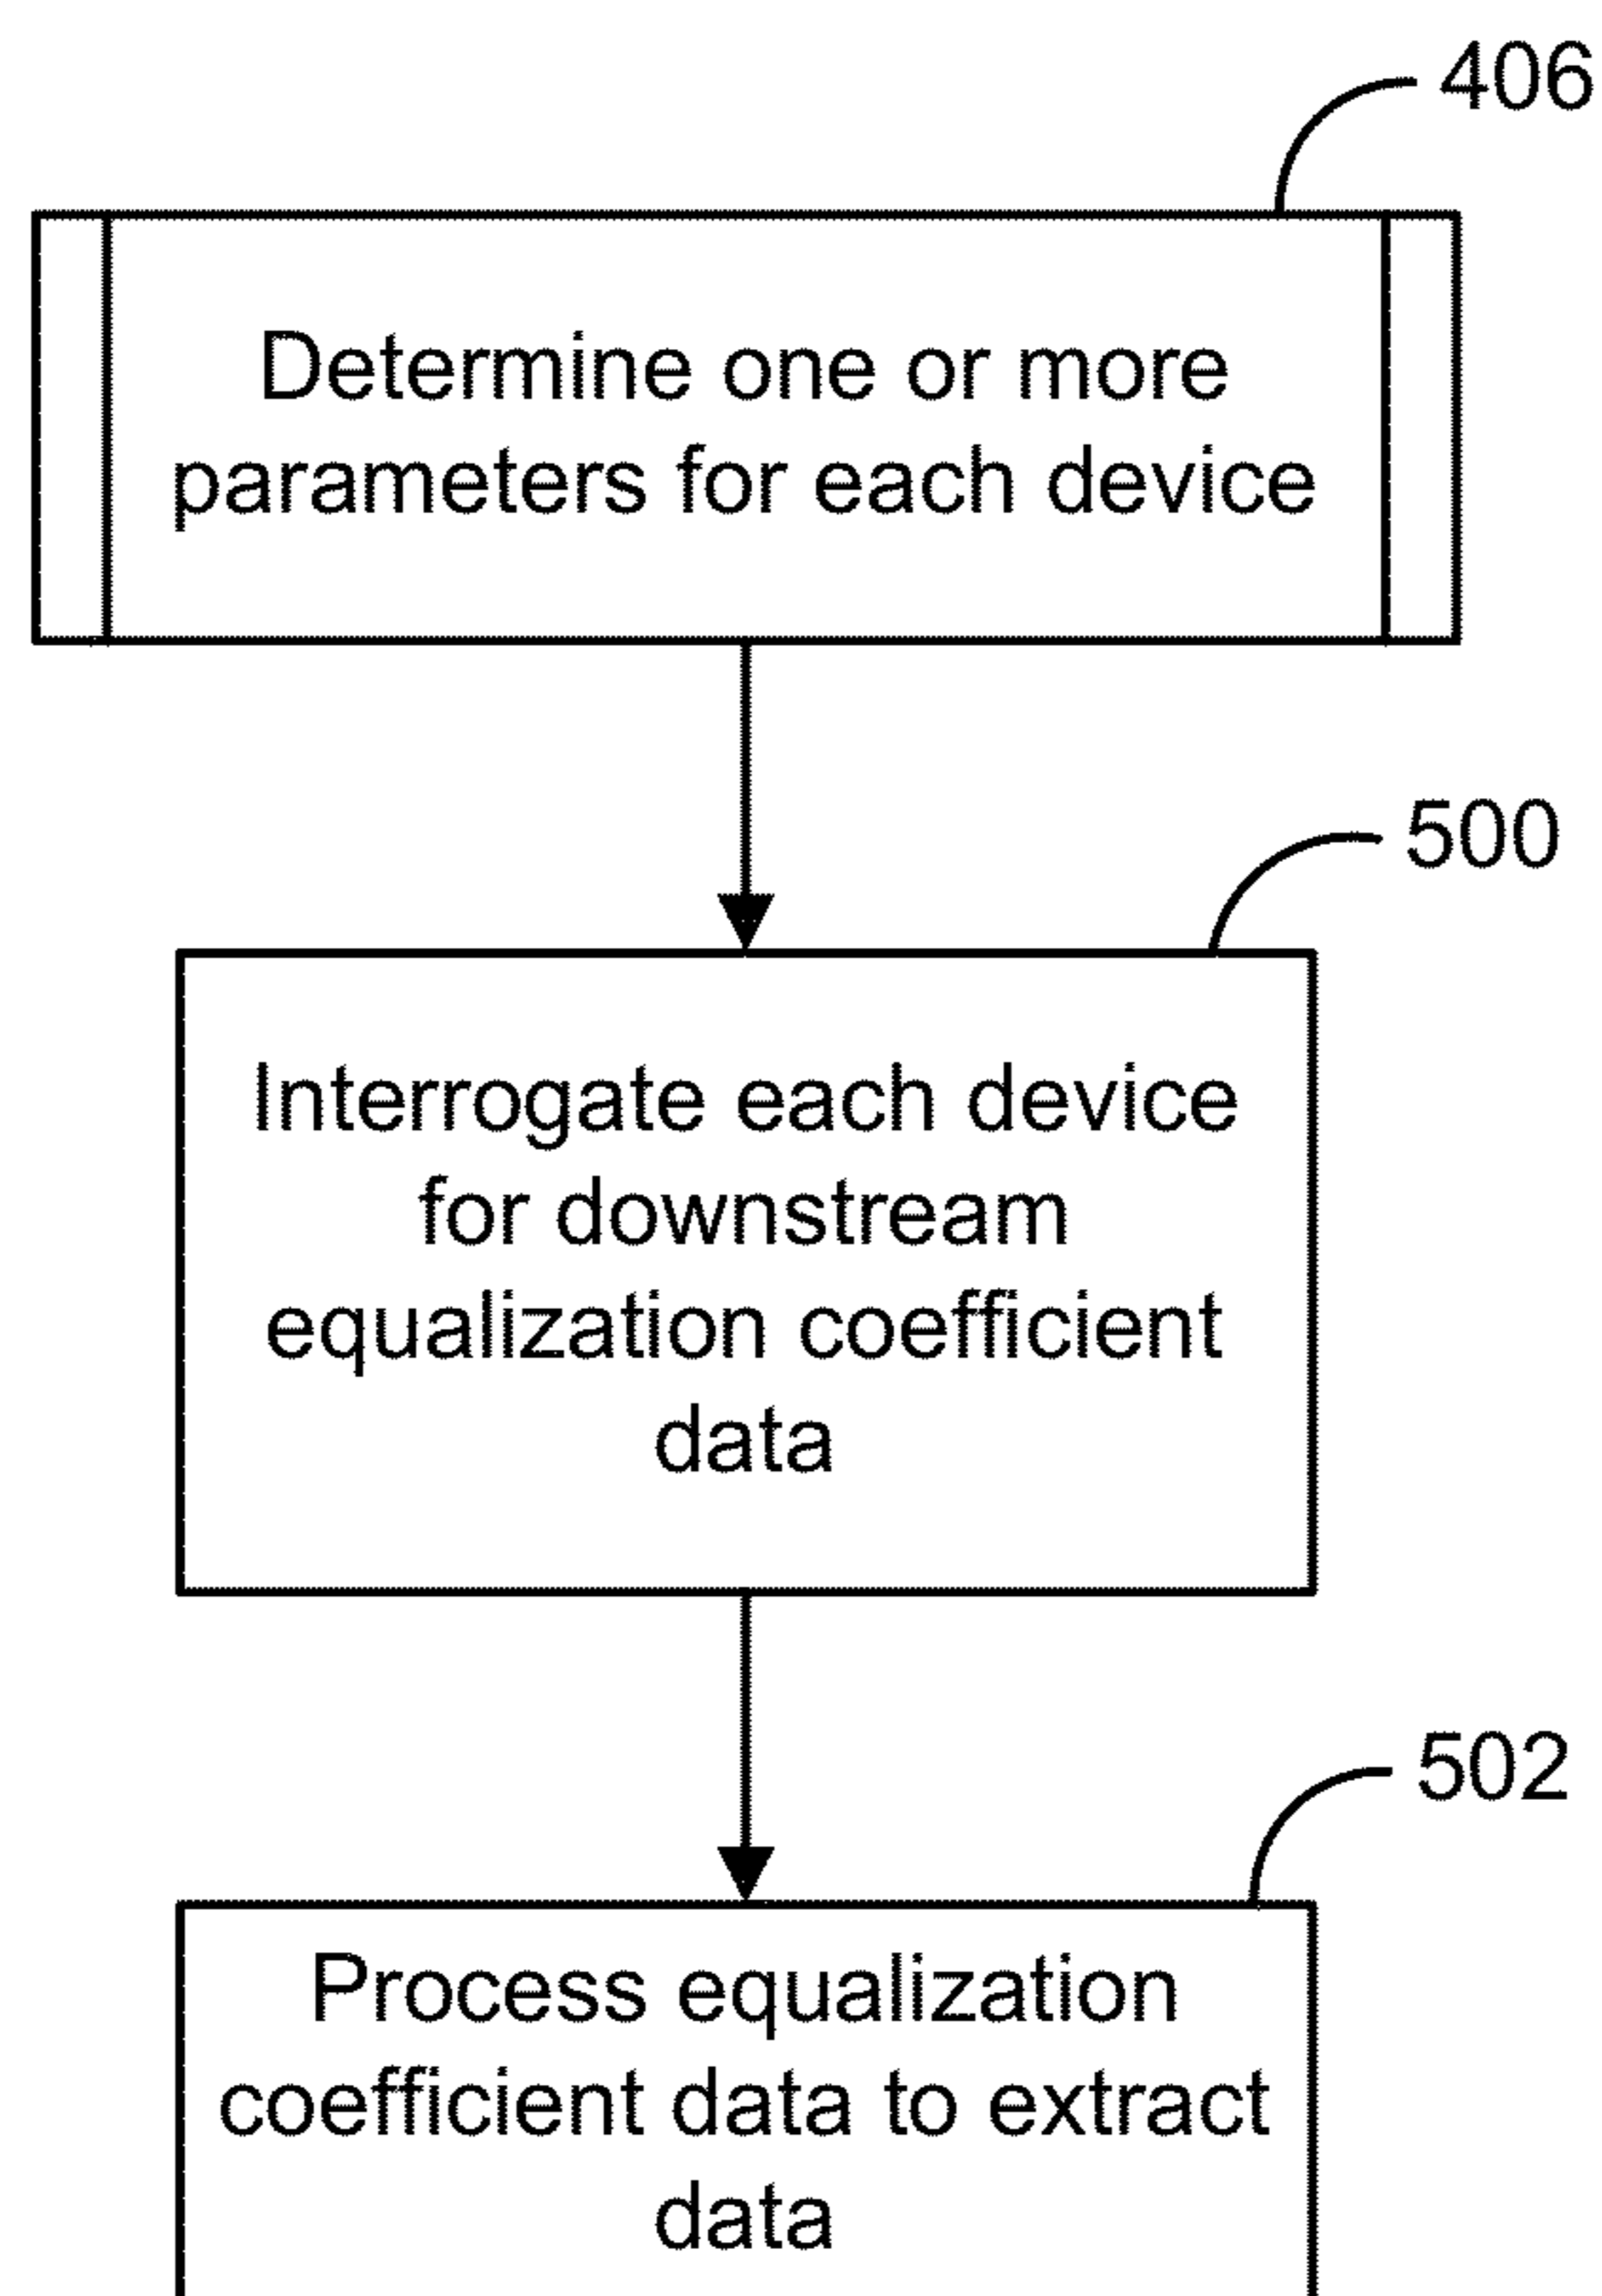 406
Determine one or more
parameters for each device
500
Interrogate each device
for downstream
equalization coefficient
data
502
Process equalization
coefficient data to extract
data